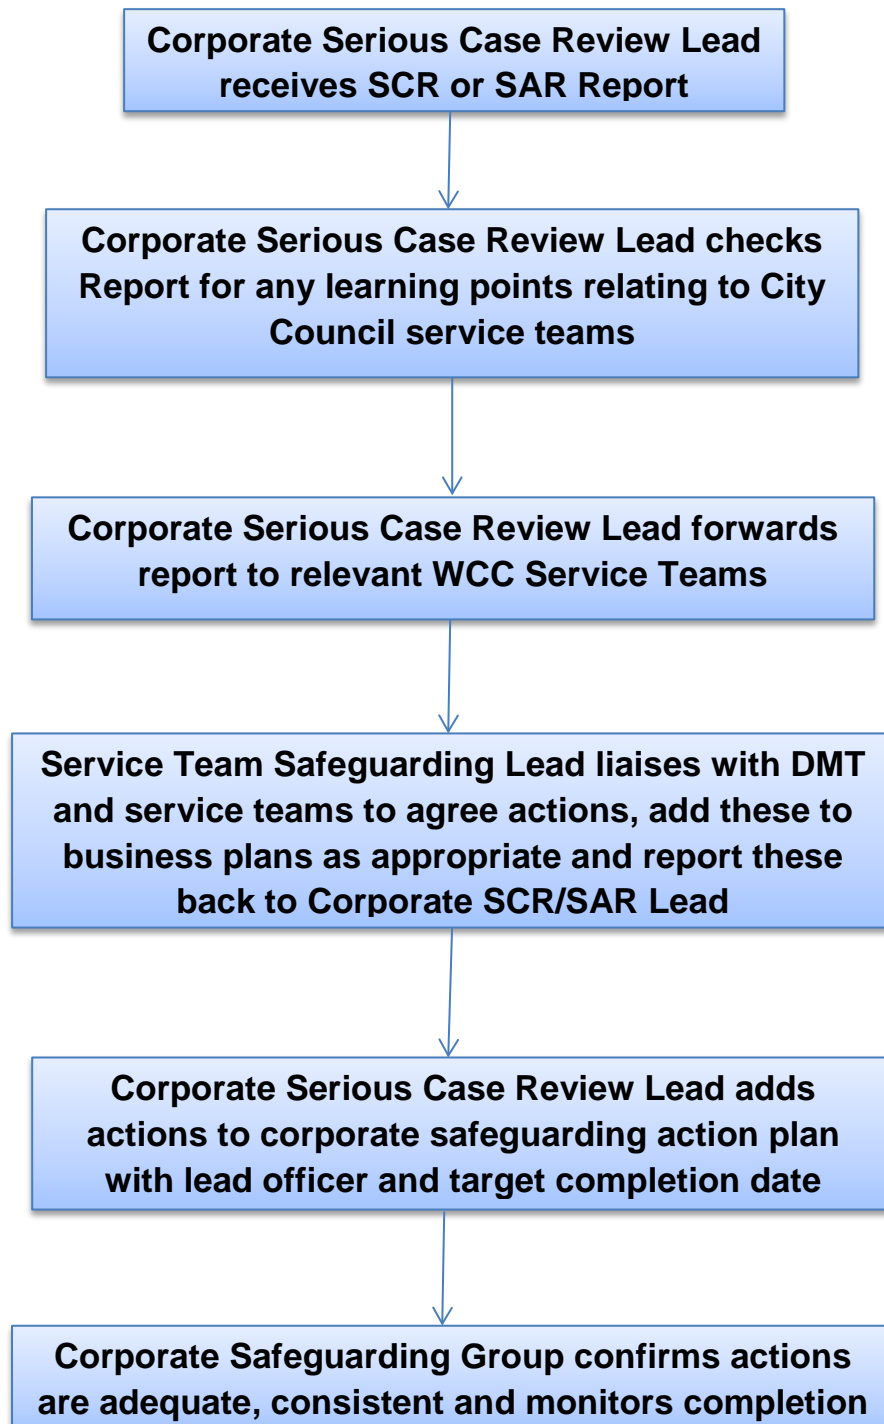 Corporate Serious Case Review Lead
receives SCR or SAR Report
Corporate Serious Case Review Lead checks
Report for any learning points relating to City
Council service teams
Corporate Serious Case Review Lead forwards
report to relevant WCC Service Teams
Service Team Safeguarding Lead liaises with DMT
and service teams to agree actions, add these to
business plans as appropriate and report these
back to Corporate SCR/SAR Lead
Corporate Serious Case Review Lead adds
actions to corporate safeguarding action plan
with lead officer and target completion date
Corporate Safeguarding Group confirms actions
are adequate, consistent and monitors completion